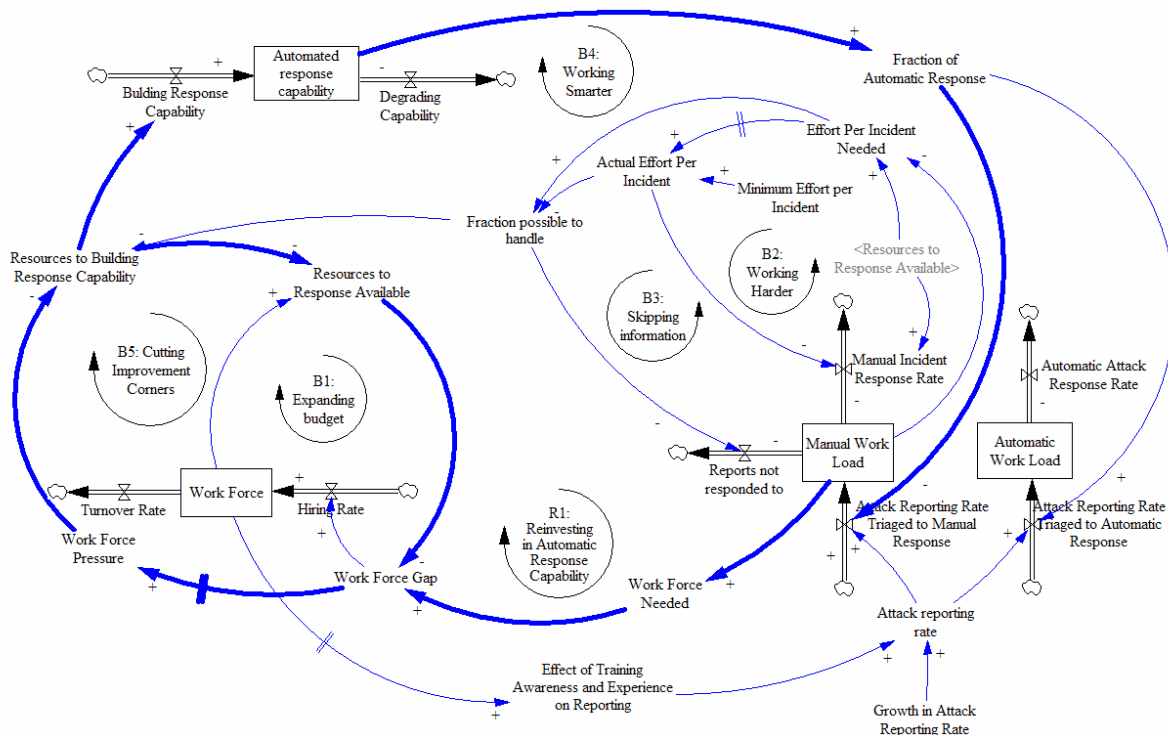 Automated
response
capability
Bulding Response
Capability
Degrading
Capability
B4:
Working
Smarter
Fraction of
Automatic Response
Effort Per Incident
Needed
Actual Effort Per
Incident
Minimum Effort per
Incident
Fraction possible to
handle
<Resources to
Response Available>
Resources to Building
Response Capability
Resources to
Response Available
B2:
Working
Harder
B3:
Skipping
information
Manual Incident
Response Rate
Automatic Attack
Response Rate
B5: Cutting
Improvement
Corners
B1:
Expanding
budget
Manual Work
Load
Automatic
Work Load
Reports not
responded to
Work Force
Turnover Rate
Hiring Rate
Attack Reporting Rate
Triaged to Manual
Response
Attack Reporting Rate
Triaged to Automatic
Response
R1:
Reinvesting
in Automatic
Response
Capability
Work Force
Pressure
Work Force Gap
Work Force
Needed
Attack reporting
rate
Effect of Training
Awareness and Experience
on Reporting
Growth in Attack
Reporting Rate